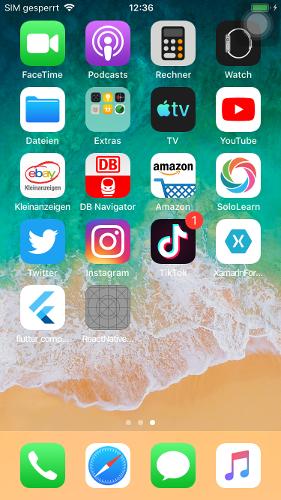 SIM gesperrt 12:36
FaceTime Podcasts Rechner Watch
tv
Dateien Extras TV YouTube
ebay Kleinanzeigen DB amazon
Kleinanzeigen DB Navigator Amazon SoloLearn
1
Twitter Instagram TikTok XamarinFor...
flutter_comp... ReactNative...